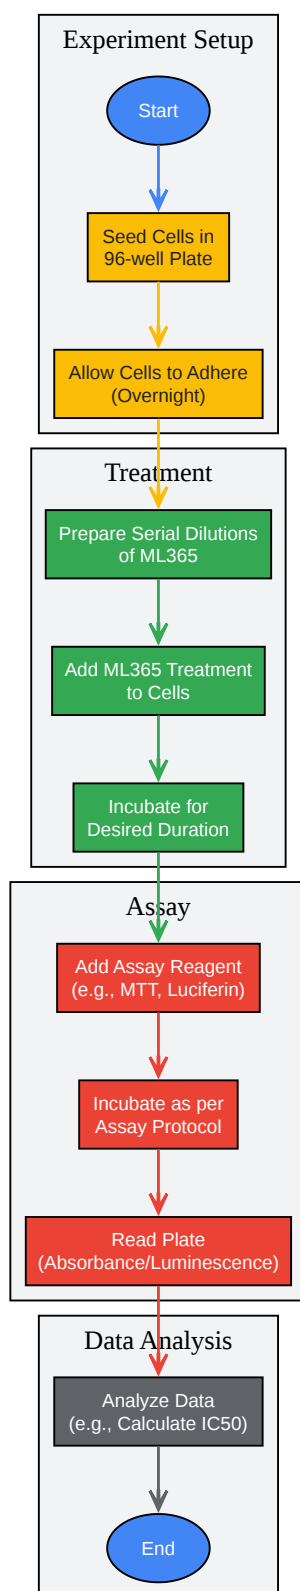 Experiment Setup
Start
Seed Cells in
96-well Plate
Allow Cells to Adhere
(Overnight)
Treatment
Prepare Serial Dilutions
of ML365
Add ML365 Treatment
to Cells
Incubate for
Desired Duration
Assay
Add Assay Reagent
(e.g., MTT, Luciferin)
Incubate as per
Assay Protocol
Read Plate
(Absorbance/Luminescence)
Data Analysis
Analyze Data
(e.g., Calculate IC50)
End